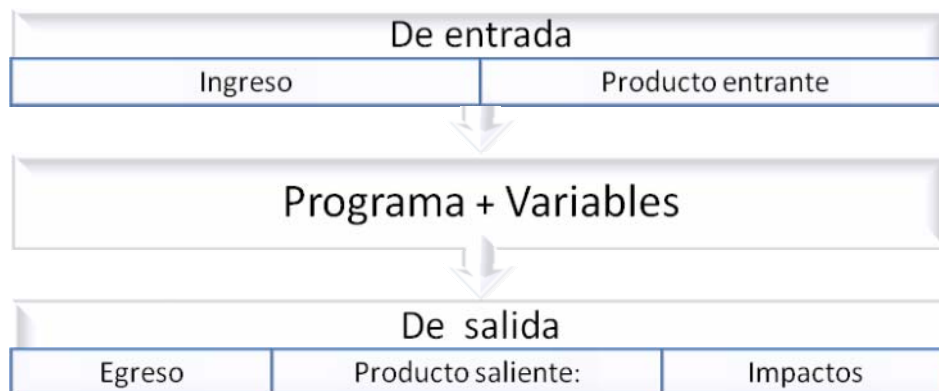 De entrada
Ingreso Producto entrante
Programa + Variables
De salida
Egreso Producto saliente: Impactos